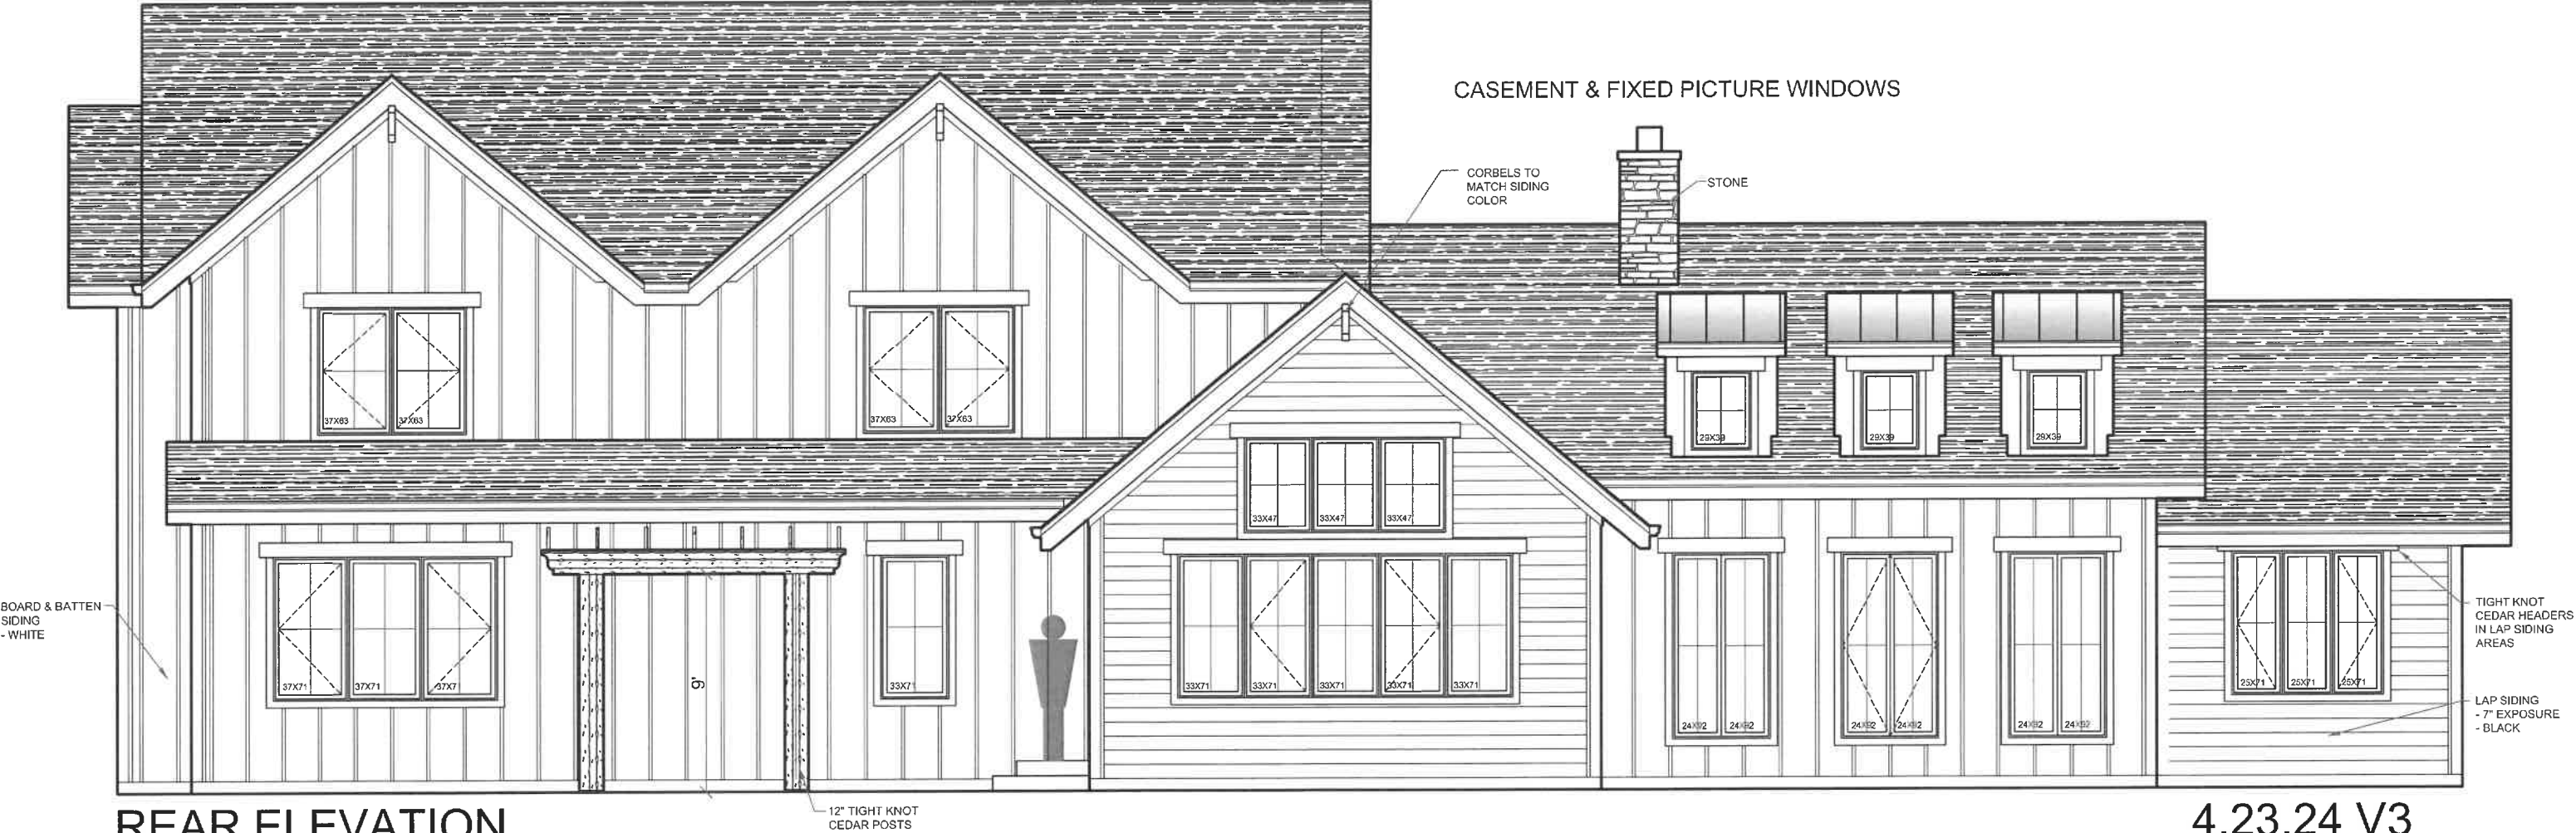 CASEMENT & FIXED PICTURE WINDOWS
CORBELS TO
MATCH SIDING
COLOR
STONE
37X63
37X63
37X63
37X63
29X39
29X39
29X39
33X47
33X47
33X47
BOARD & BATTEN
SIDING
- WHITE
37X71
37X71
37X71
9'
33X71
33X71
33X71
33X71
33X71
33X71
24X92
24X92
24X92
24X92
24X92
24X92
25X71
25X71
25X71
TIGHT KNOT
CEDAR HEADERS
IN LAP SIDING
AREAS
LAP SIDING
- 7" EXPOSURE
- BLACK
12" TIGHT KNOT
CEDAR POSTS
REAR ELEVATION
4.23.24 V3